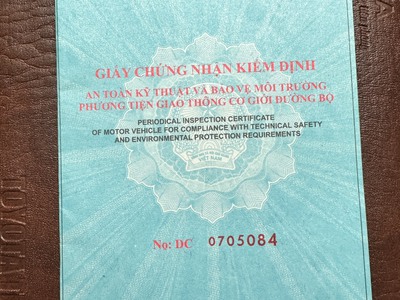 GIẤY CHỨNG NHẬN KIỂM ĐỊNH
AN TOÀN KỸ THUẬT VÀ BẢO VỆ MÔI TRƯỜNG
PHƯƠNG TIỆN GIAO THÔNG CƠ GIỚI ĐƯỜNG BỘ
PERIODICAL INSPECTION CERTIFICATE
OF MOTOR VEHICLE FOR COMPLIANCE WITH TECHNICAL SAFETY
AND ENVIRONMENTAL PROTECTION REQUIREMENTS
VIỆT NAM
No: DC 0705084